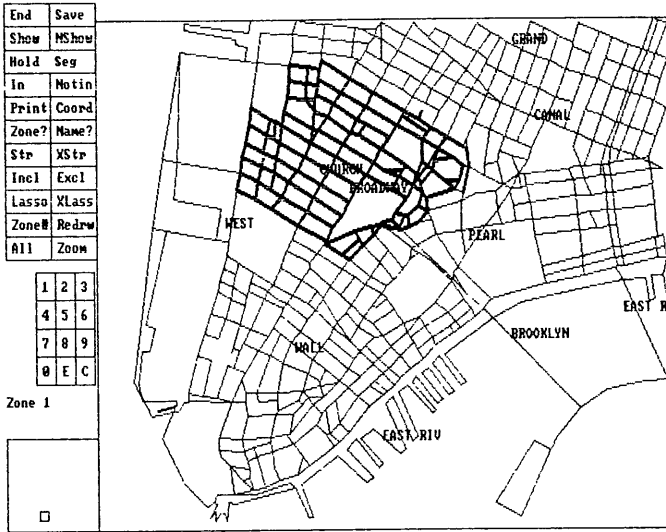 End Save
Show MShow
Hold Seg
In Notin
Print Coord
Zone? Name?
Str XStr
Incl Excl
Lasso XLass
Zone# Redrw
All Zoom
1 2 3
4 5 6
7 8 9
0 E C
Zone 1
GRAND
CANAL
CHURCH
BROADWAY
WEST
PEARL
EAST R
BROOKLYN
WALL
EAST RIV